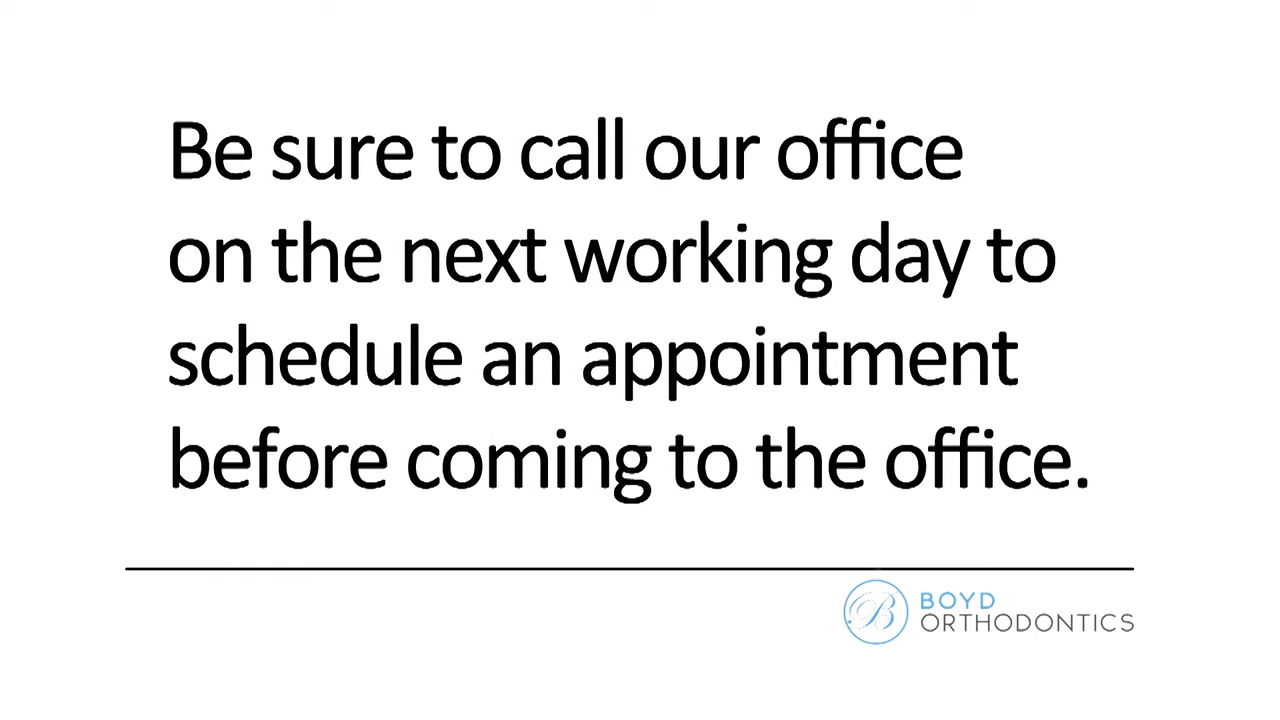 Be sure to call our office
on the next working day to
schedule an appointment
before coming to the office.
B
BOYD
ORTHODONTICS